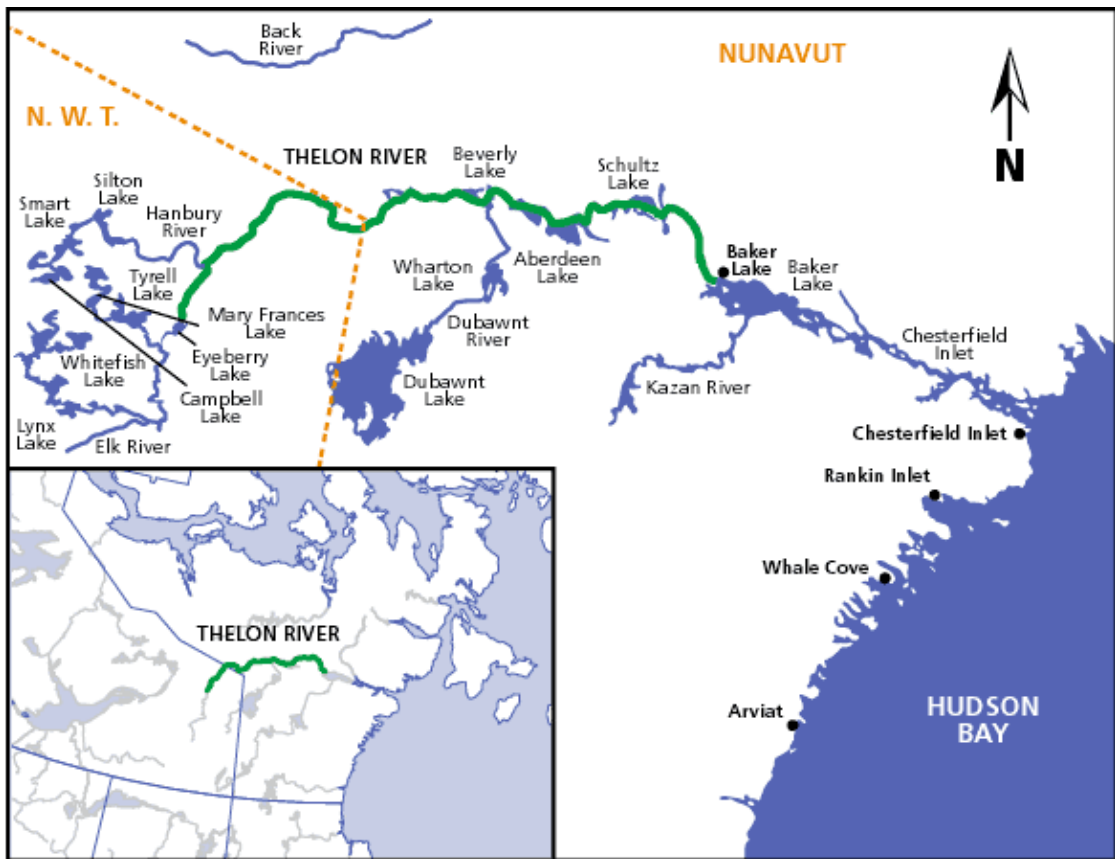 Back
River
NUNAVUT
N. W. T.
N
THELON RIVER
Beverly
Lake
Schultz
Lake
Silton
Lake
Smart
Lake
Hanbury
River
Tyrell
Lake
Wharton
Lake
Aberdeen
Lake
Baker
Lake
Baker
Lake
Mary Frances
Lake
Dubawnt
River
Chesterfield
Inlet
Eyeberry
Lake
Whitefish
Lake
Campbell
Lake
Dubawnt
Lake
Kazan River
Lynx
Lake
Elk River
Chesterfield Inlet
Rankin Inlet
Whale Cove
THELON RIVER
Arviat
HUDSON
BAY